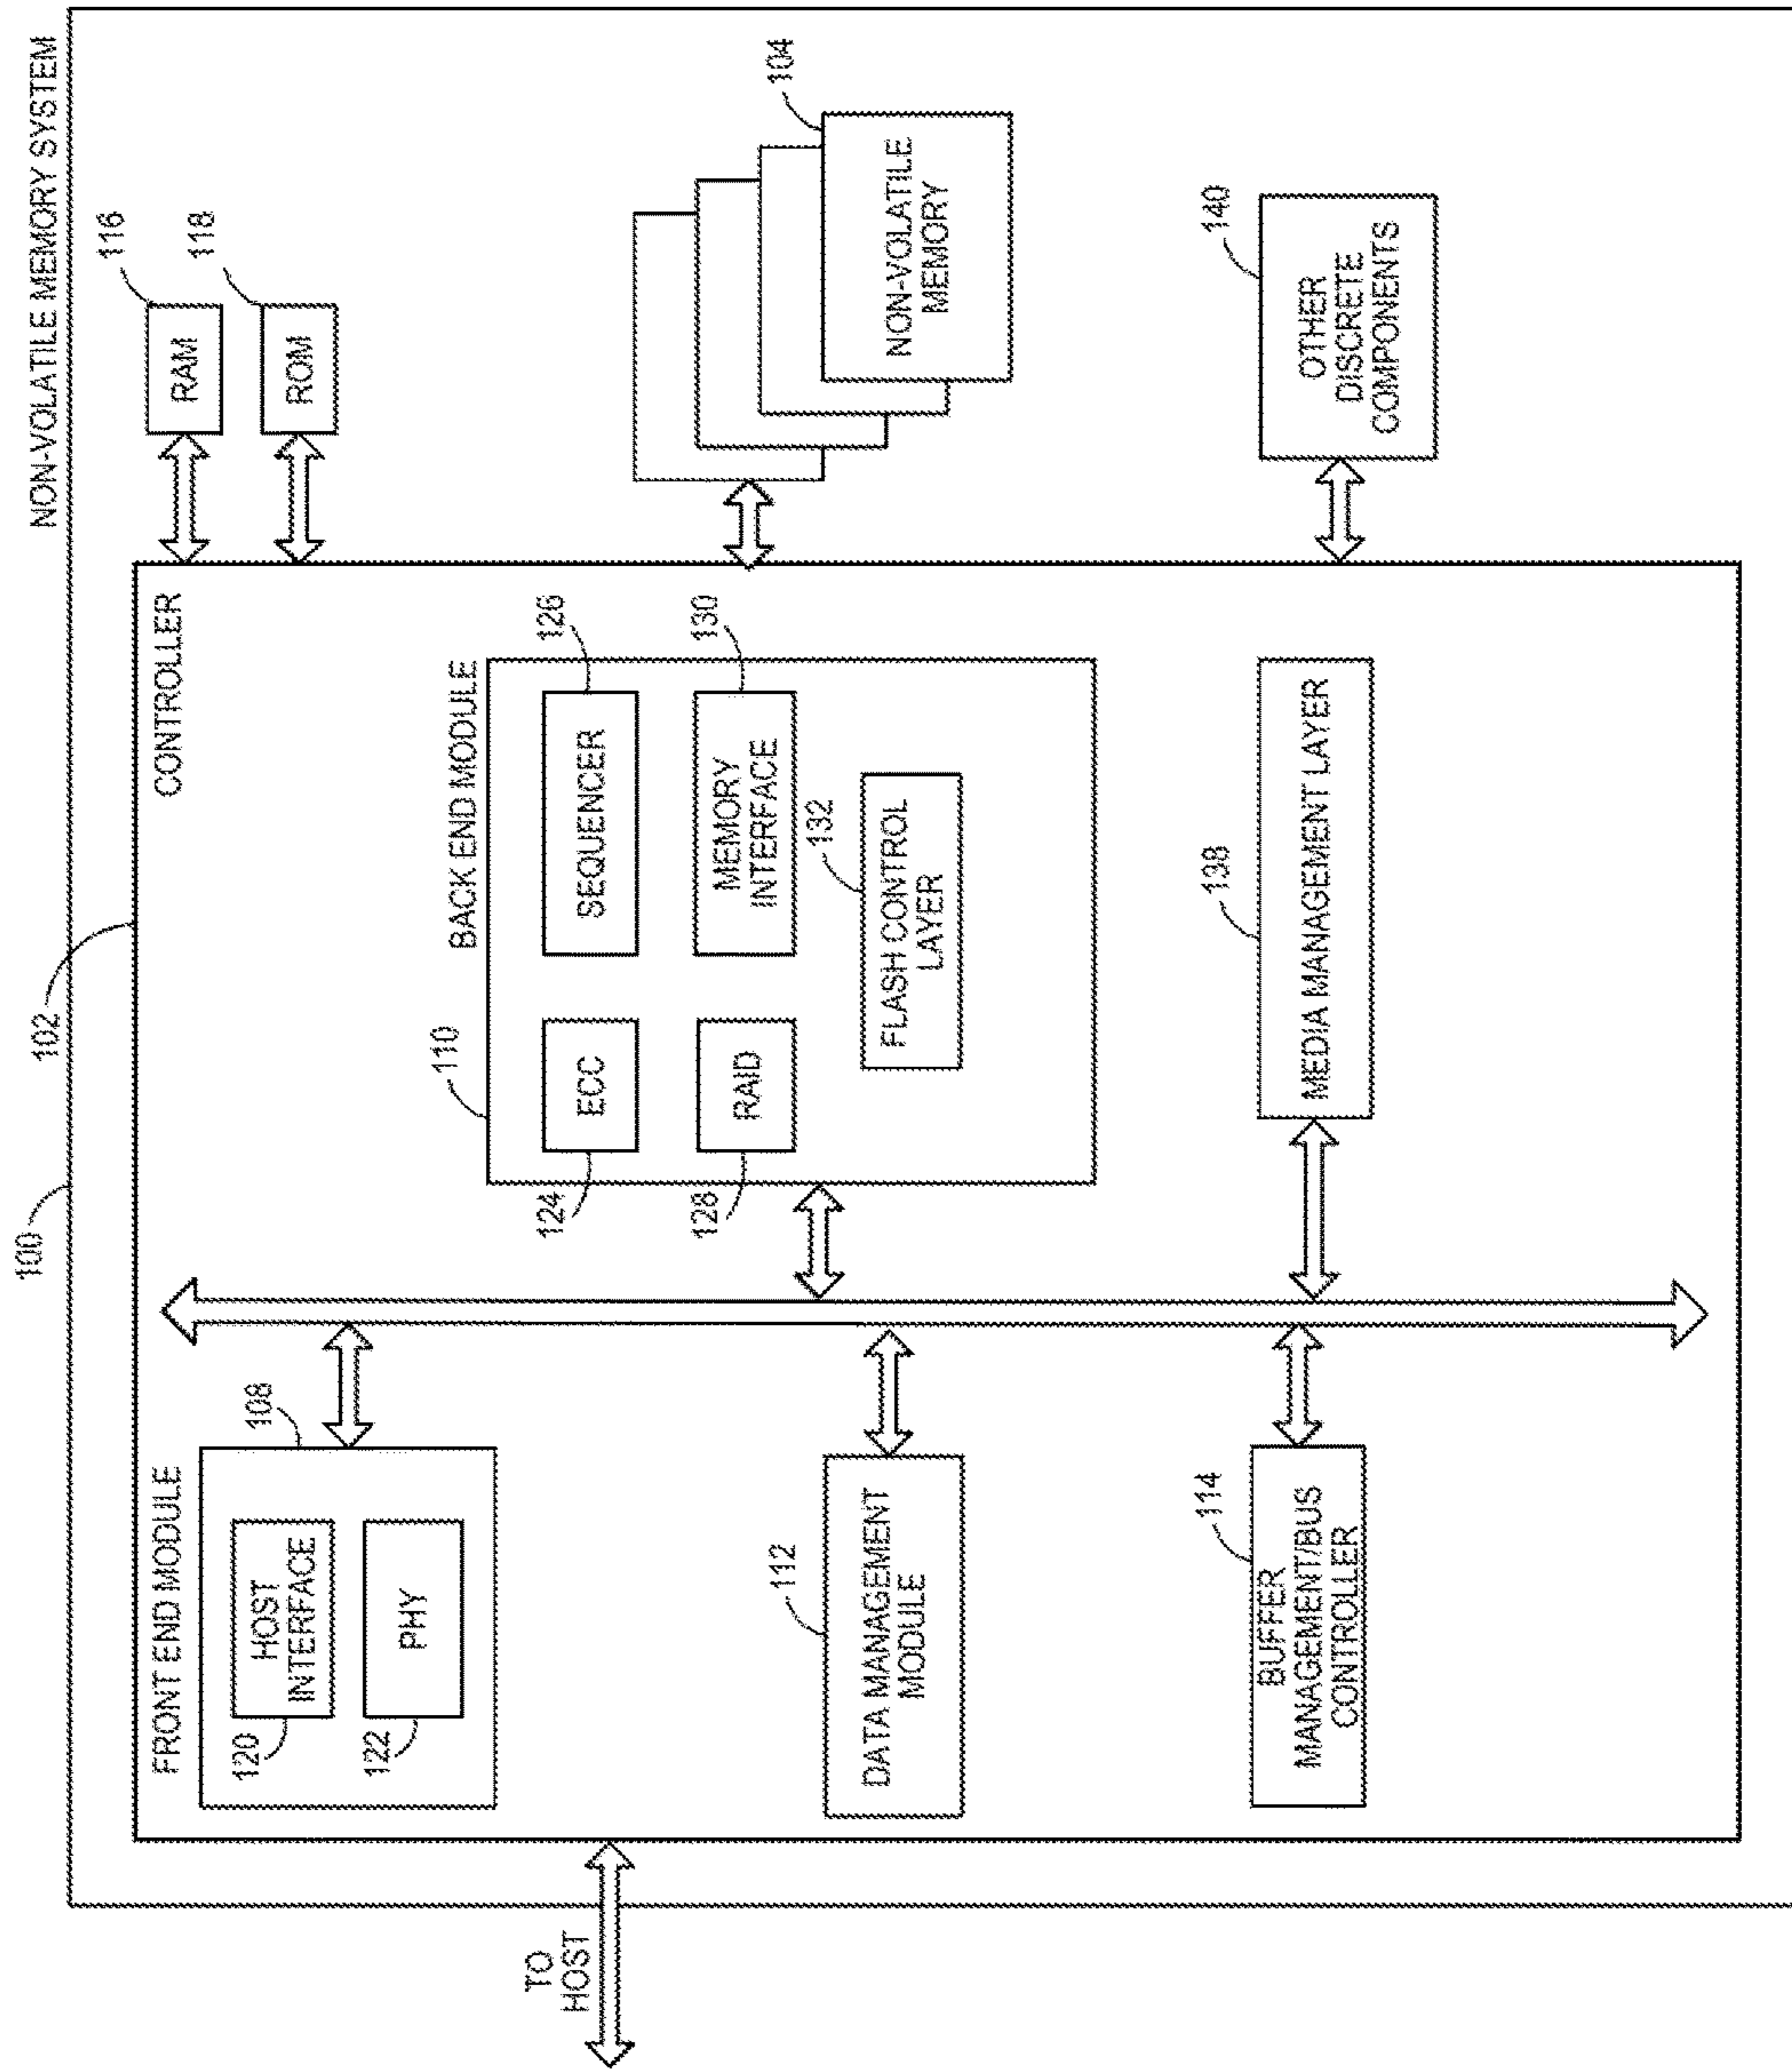 NON-VOLATILE MEMORY SYSTEM
100
102
CONTROLLER
FRONT END MODULE
108
HOST
INTERFACE
120
PHY
122
110
BACK END MODULE
ECC
124
SEQUENCER
126
RAID
128
MEMORY
INTERFACE
130
132
FLASH CONTROL
LAYER
RAM
116
ROM
118
TO
HOST
112
DATA MANAGEMENT
MODULE
NON-VOLATILE
MEMORY
104
114
BUFFER
MANAGEMENT/BUS
CONTROLLER
138
MEDIA MANAGEMENT LAYER
OTHER
DISCRETE
COMPONENTS
140